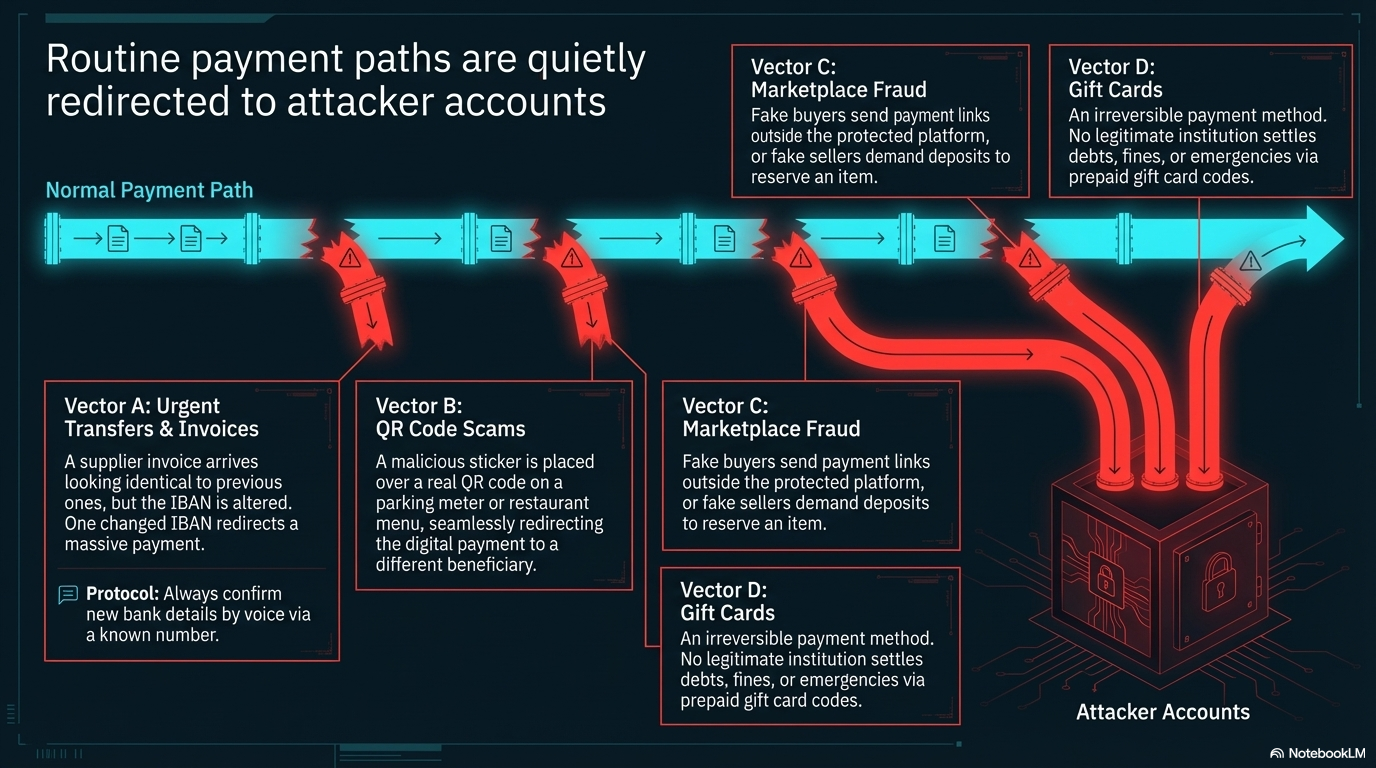 Routine payment paths are quietly
redirected to attacker accounts
Vector C:
Marketplace Fraud
Fake buyers send payment links
outside the protected platform,
or fake sellers demand deposits to
reserve an item.
Vector D:
Gift Cards
An irreversible payment method.
No legitimate institution settles
debts, fines, or emergencies via
prepaid gift card codes.
Normal Payment Path
Vector A: Urgent
Transfers & Invoices
A supplier invoice arrives
looking identical to previous
ones, but the IBAN is altered.
One changed IBAN redirects a
massive payment.
Protocol: Always confirm
new bank details by voice via
a known number.
Vector B:
QR Code Scams
A malicious sticker is placed
over a real QR code on a
parking meter or restaurant
menu, seamlessly redirecting
the digital payment to a
different beneficiary.
Vector C:
Marketplace Fraud
Fake buyers send payment links
outside the protected platform,
or fake sellers demand deposits
to reserve an item.
Vector D:
Gift Cards
An irreversible payment method.
No legitimate institution settles
debts, fines, or emergencies via
prepaid gift card codes.
Attacker Accounts
NotebookLM